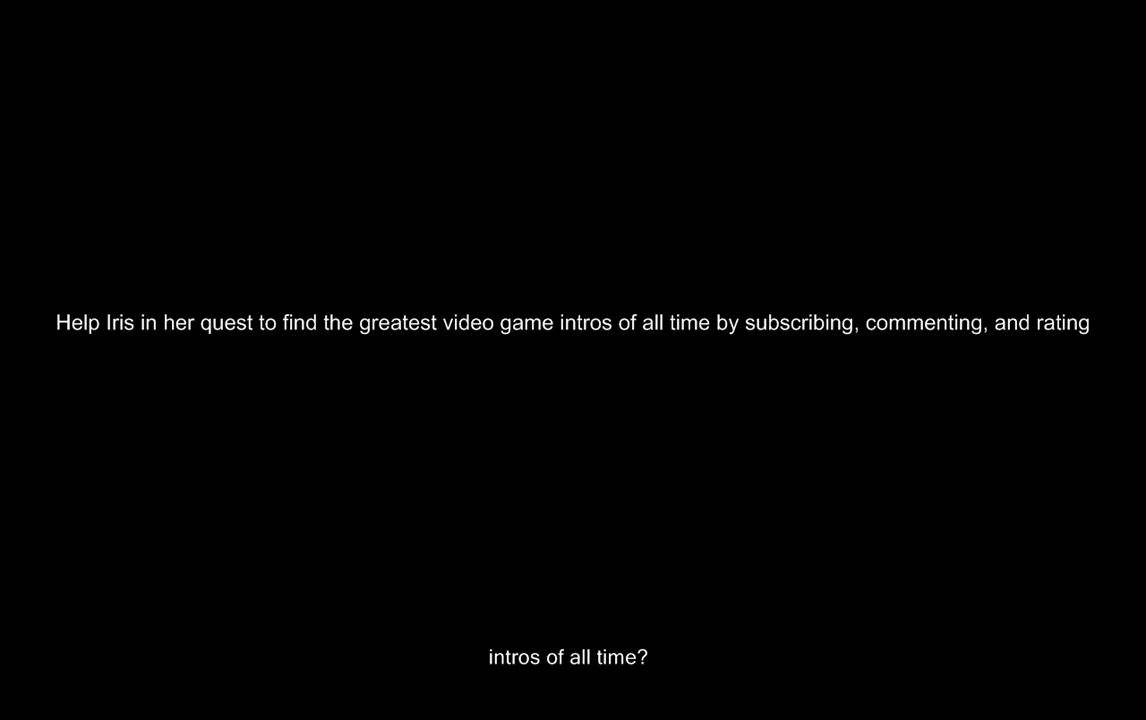 Help Iris in her quest to find the greatest video game intros of all time by subscribing, commenting, and rating
intros of all time?